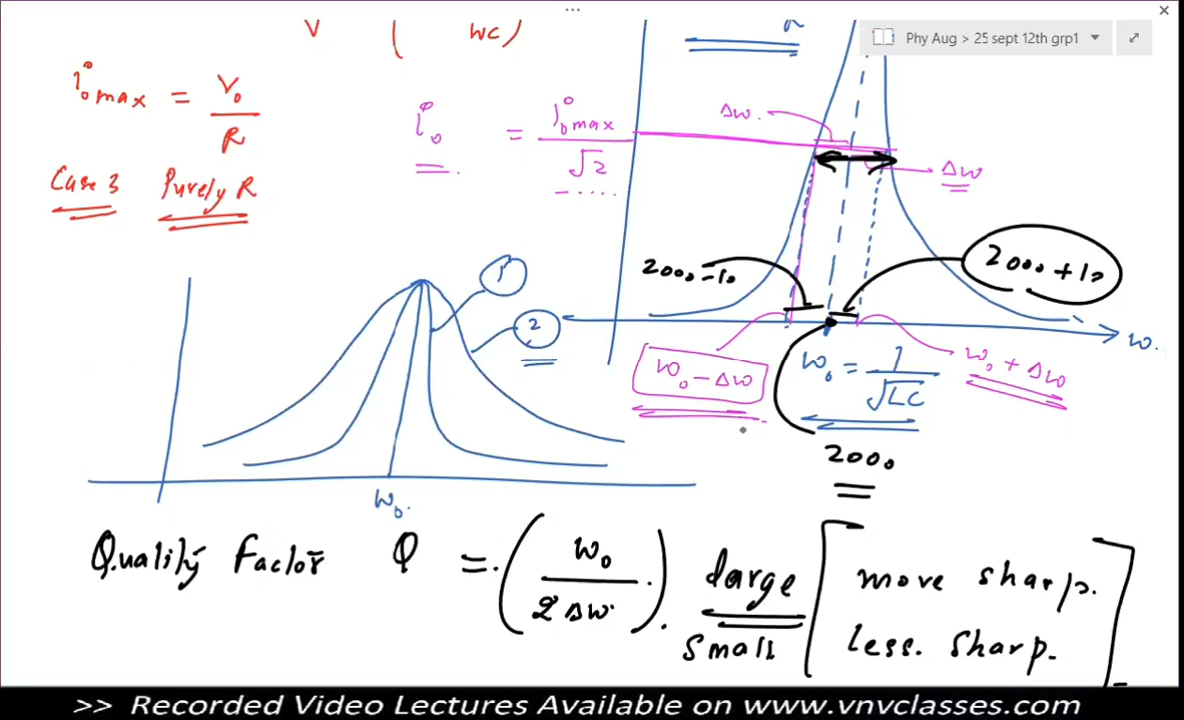 V ( wc)
Phy Aug > 25 sept 12th grp1
i₀max = V₀ / R
i₀ = i₀max / √2
Δw.
Δw
Case 3 Purely R
2000 - 10
2000 + 10
1
2
w.
w₀ - Δw
w₀ = 1 / √LC
w₀ + Δw
2000
w₀.
Quality Factor Q = (w₀ / 2Δw). large [more sharp.
small less. sharp.]
>> Recorded Video Lectures Available on www.vnvclasses.com